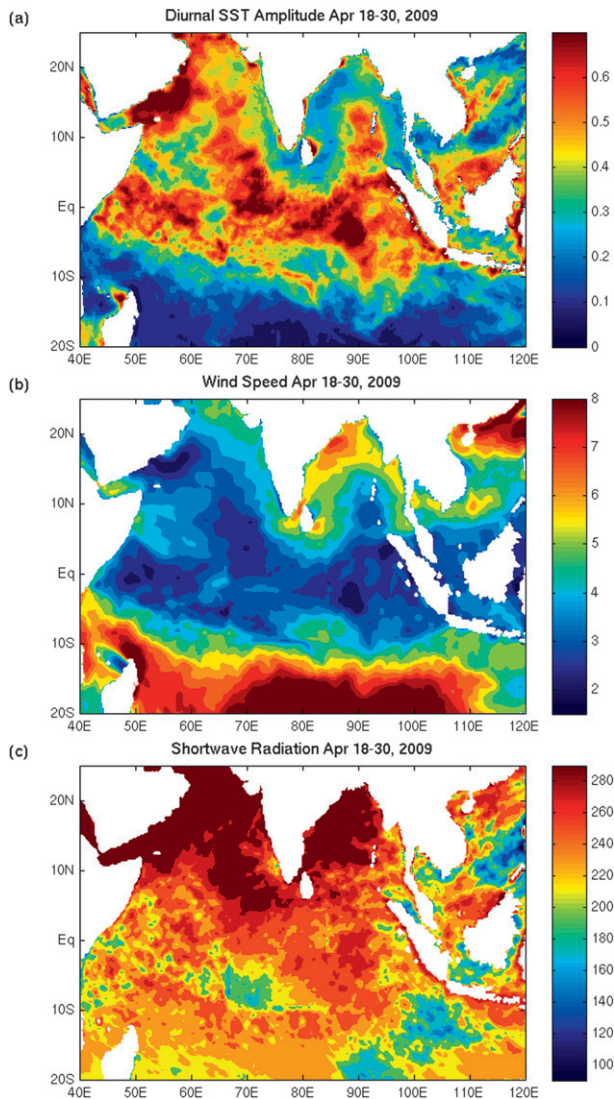 (a)
Diurnal SST Amplitude Apr 18-30, 2009
20N
10N
Eq
10S
20S
40E 50E 60E 70E 80E 90E 100E 110E 120E
0.6
0.5
0.4
0.3
0.2
0.1
0
(b)
Wind Speed Apr 18-30, 2009
20N
10N
Eq
10S
20S
40E 50E 60E 70E 80E 90E 100E 110E 120E
8
7
6
5
4
3
2
(c)
Shortwave Radiation Apr 18-30, 2009
20N
10N
Eq
10S
20S
40E 50E 60E 70E 80E 90E 100E 110E 120E
280
260
240
220
200
180
160
140
120
100